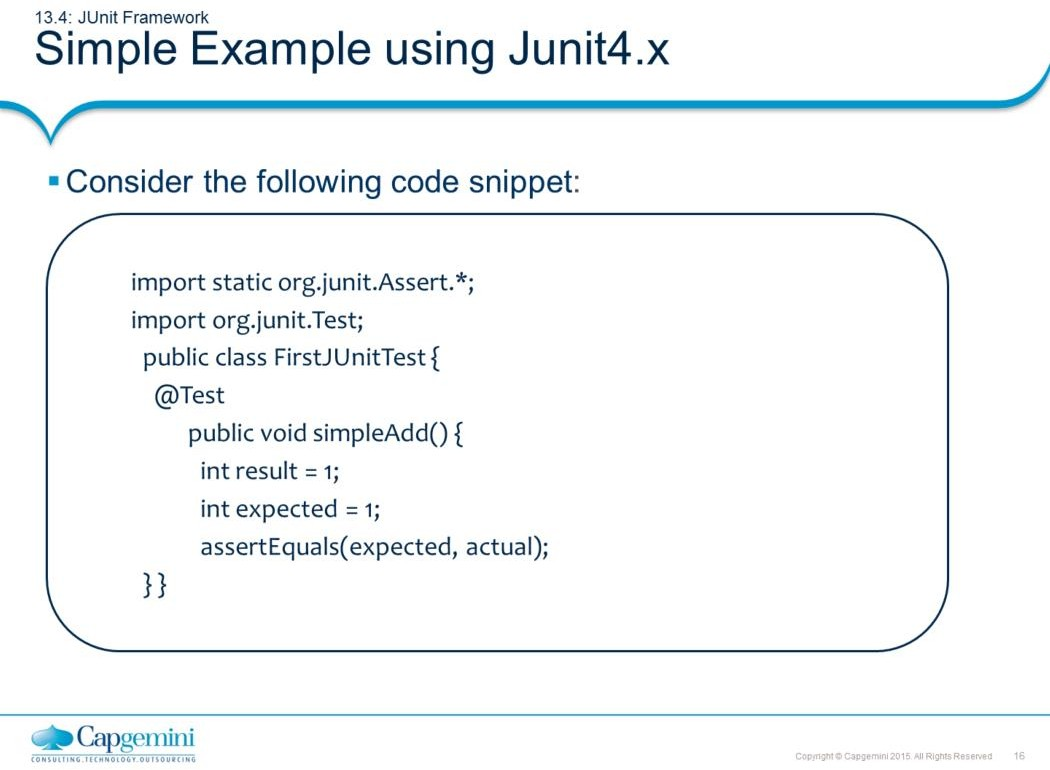 13.4: JUnit Framework
Simple Example using Junit4.x
Consider the following code snippet:
import static org.junit.Assert.*;
import org.junit.Test;
public class FirstJUnitTest {
@Test
public void simpleAdd() {
int result = 1;
int expected = 1;
assertEquals(expected, actual);
} }
Capgemini
CONSULTING.TECHNOLOGY.OUTSOURCING
Copyright © Capgemini 2015. All Rights Reserved 16